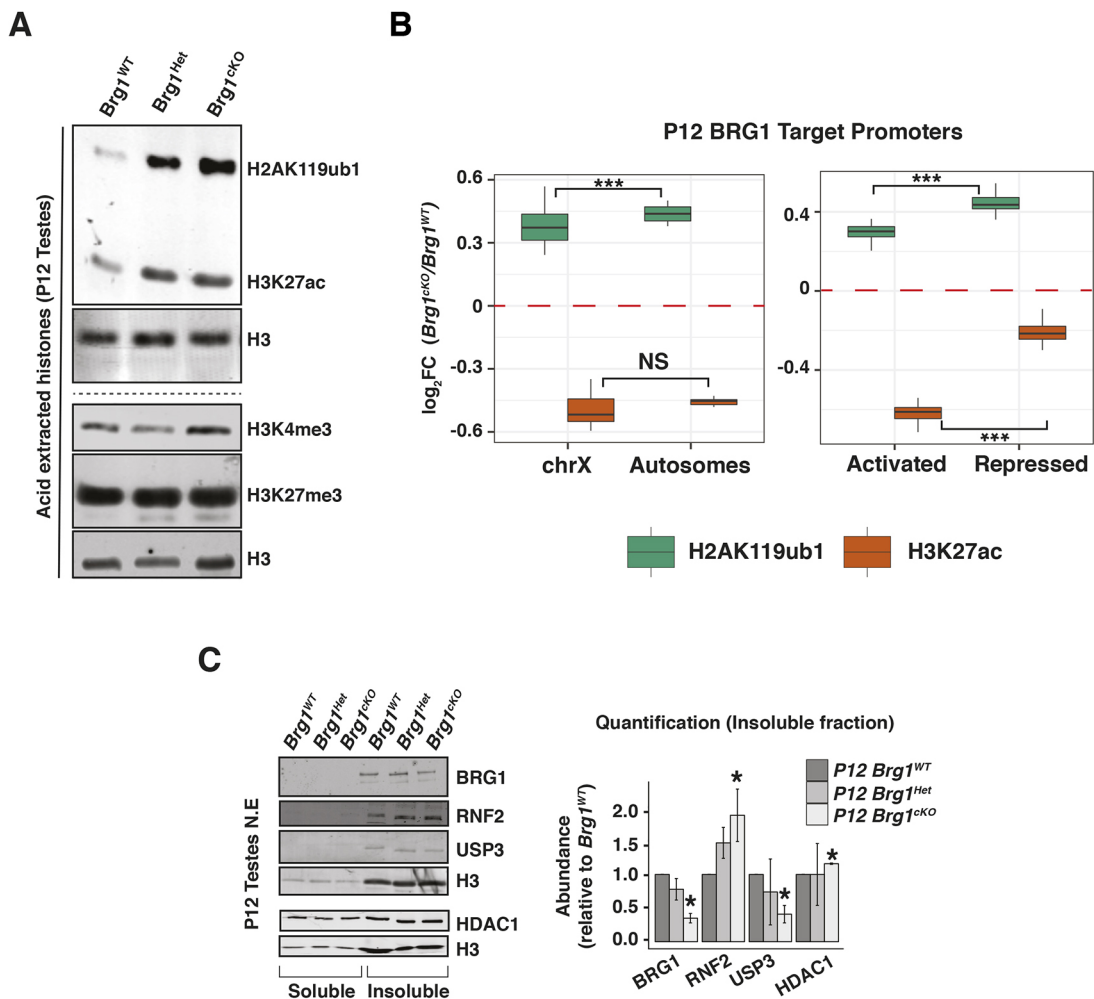 A
Brg1WT
Brg1Het
Brg1cKO
Acid extracted histones (P12 Testes)
H2AK119ub1
H3K27ac
H3
H3K4me3
H3K27me3
H3
B
P12 BRG1 Target Promoters
log2FC (Brg1cKO/Brg1WT)
0.6
0.3
0
-0.3
-0.6
***
NS
chrX
Autosomes
0.4
0
-0.4
***
***
Activated
Repressed
H2AK119ub1
H3K27ac
C
Brg1WT
Brg1Het
Brg1cKO
Brg1WT
Brg1Het
Brg1cKO
P12 Testes N.E
BRG1
RNF2
USP3
H3
HDAC1
H3
Soluble
Insoluble
Quantification (Insoluble fraction)
P12 Brg1WT
P12 Brg1Het
P12 Brg1cKO
Abundance
(relative to Brg1WT)
2.0
1.5
1.0
0.5
0.0
*
*
*
*
BRG1
RNF2
USP3
HDAC1